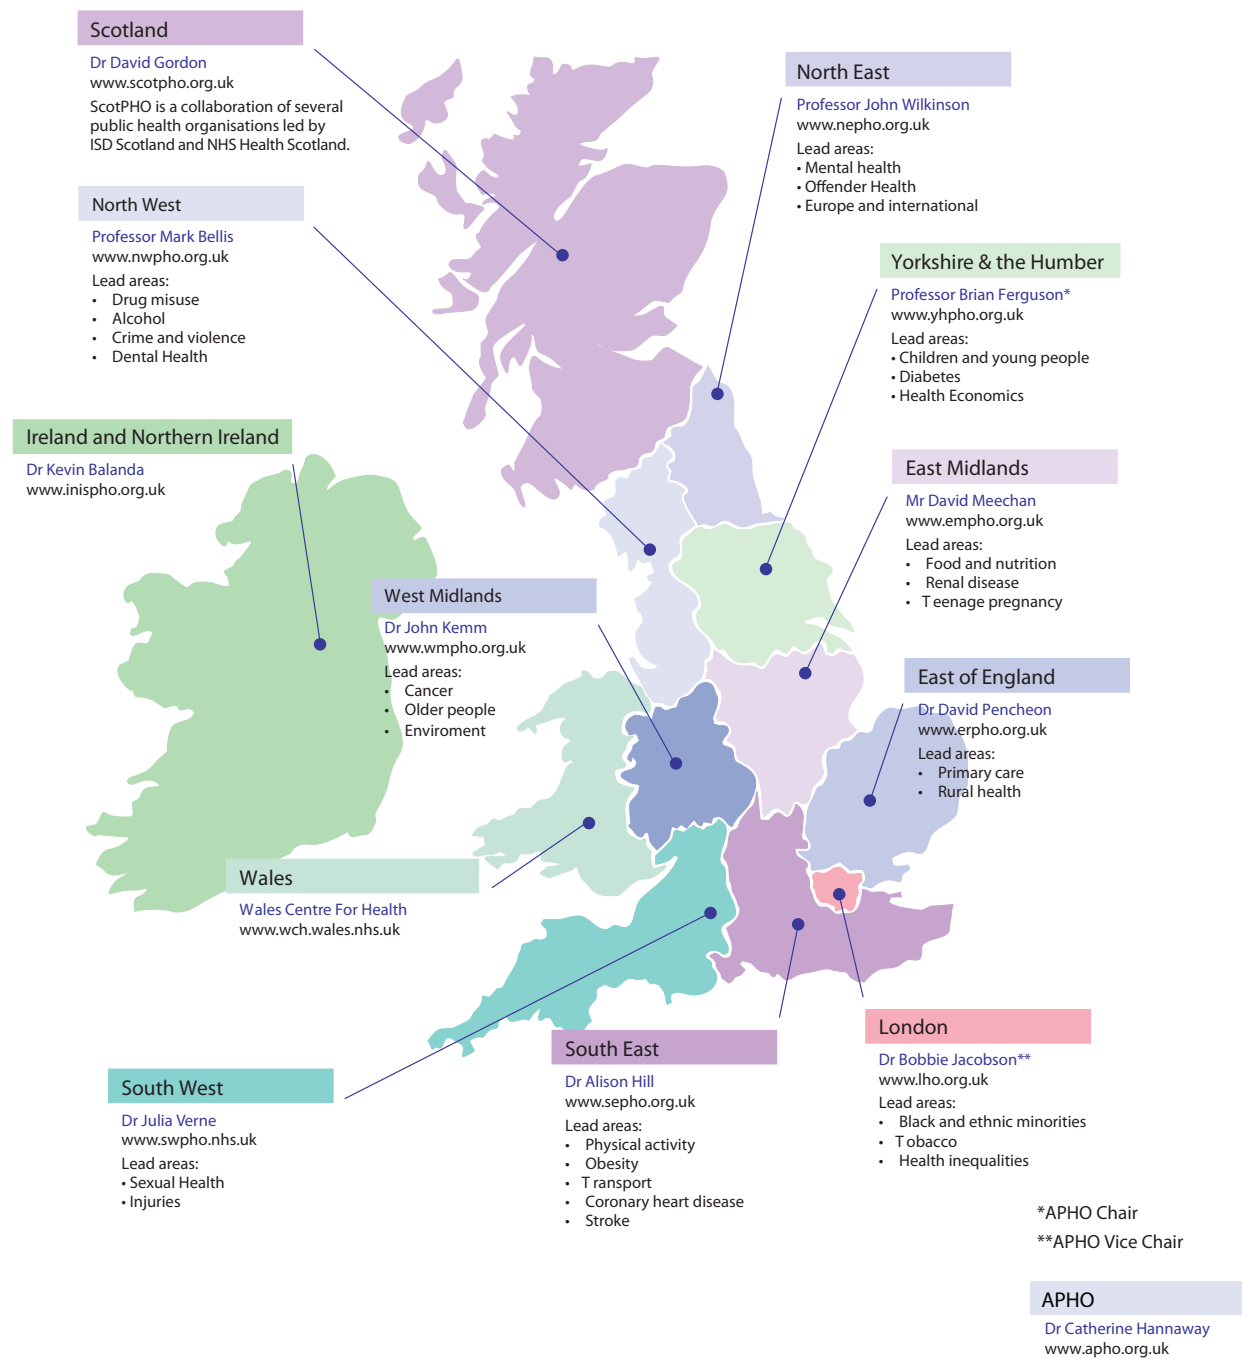 Scotland
Dr David Gordon
www.scotpho.org.uk
ScotPHO is a collaboration of several
public health organisations led by
ISD Scotland and NHS Health Scotland.
North East
Professor John Wilkinson
www.nepho.org.uk
Lead areas:
• Mental health
• Offender Health
• Europe and international
North West
Professor Mark Bellis
www.nwpho.org.uk
Lead areas:
• Drug misuse
• Alcohol
• Crime and violence
• Dental Health
Yorkshire & the Humber
Professor Brian Ferguson*
www.yhpho.org.uk
Lead areas:
• Children and young people
• Diabetes
• Health Economics
Ireland and Northern Ireland
Dr Kevin Balanda
www.inispho.org.uk
East Midlands
Mr David Meechan
www.empho.org.uk
Lead areas:
• Food and nutrition
• Renal disease
• T eenage pregnancy
West Midlands
Dr John Kemm
www.wmpho.org.uk
Lead areas:
• Cancer
• Older people
• Enviroment
East of England
Dr David Pencheon
www.erpho.org.uk
Lead areas:
• Primary care
• Rural health
Wales
Wales Centre For Health
www.wch.wales.nhs.uk
London
Dr Bobbie Jacobson**
www.lho.org.uk
Lead areas:
• Black and ethnic minorities
• T obacco
• Health inequalities
South East
Dr Alison Hill
www.sepho.org.uk
Lead areas:
• Physical activity
• Obesity
• T ransport
• Coronary heart disease
• Stroke
South West
Dr Julia Verne
www.swpho.nhs.uk
Lead areas:
• Sexual Health
• Injuries
*APHO Chair
**APHO Vice Chair
APHO
Dr Catherine Hannaway
www.apho.org.uk